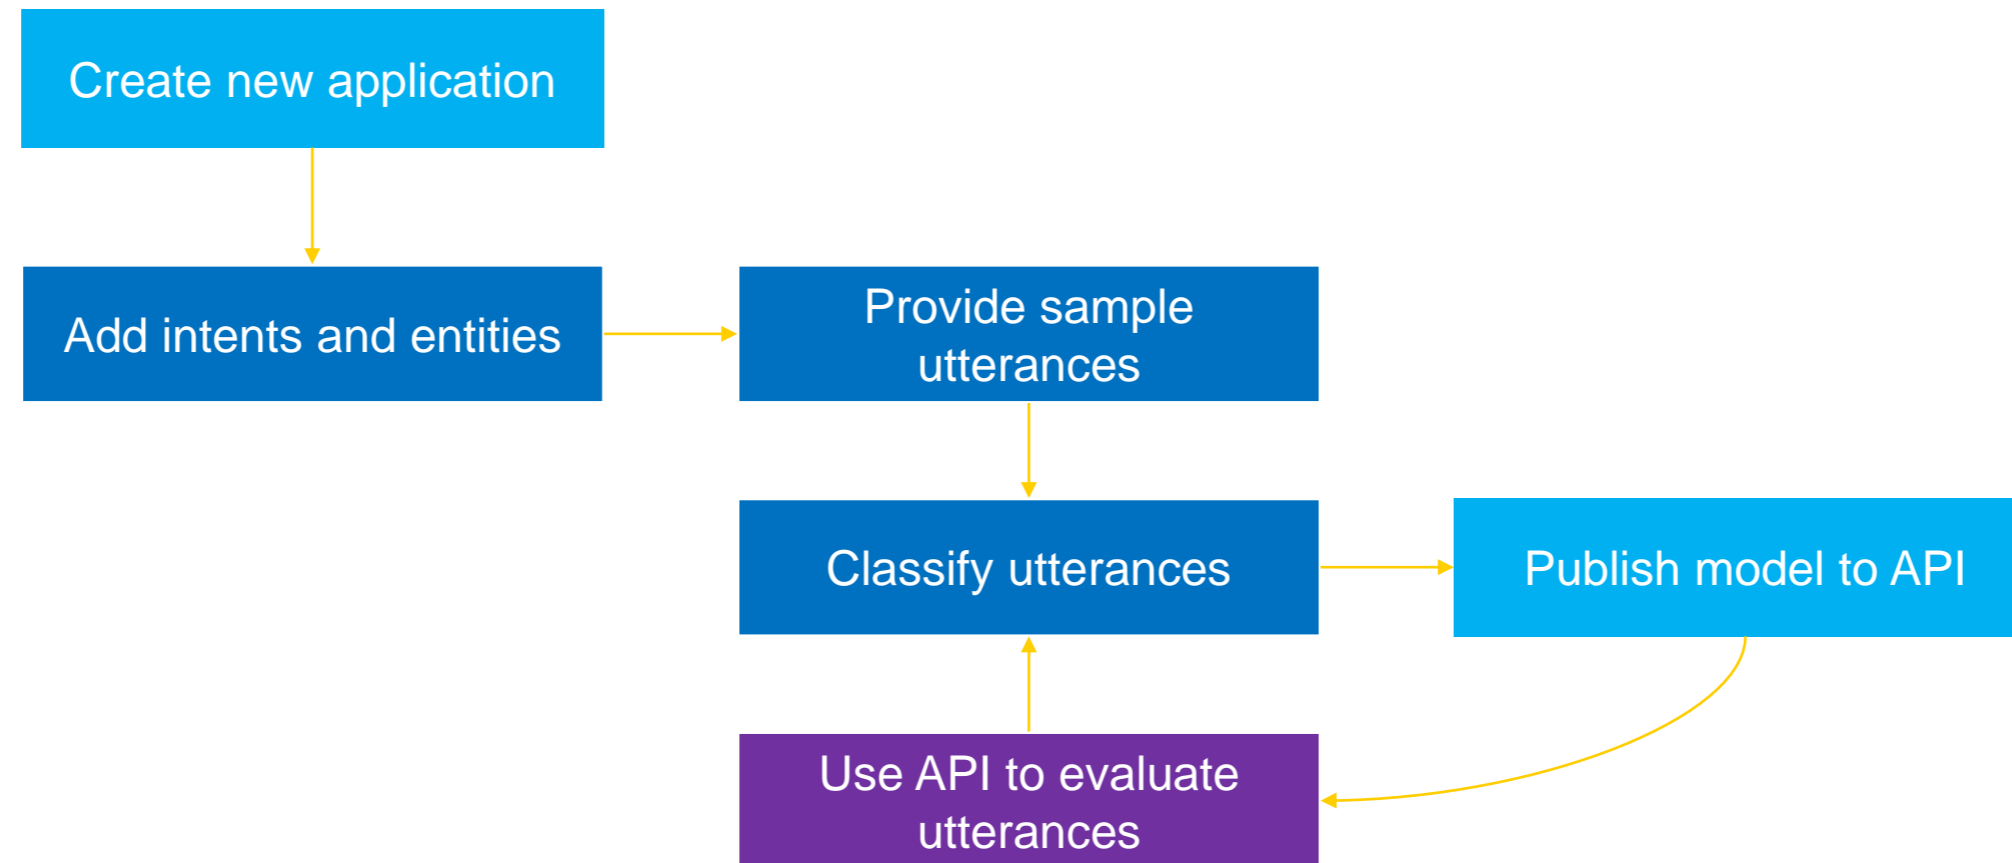 Create new application
Add intents and entities
Provide sample
utterances
Classify utterances
Publish model to API
Use API to evaluate
utterances